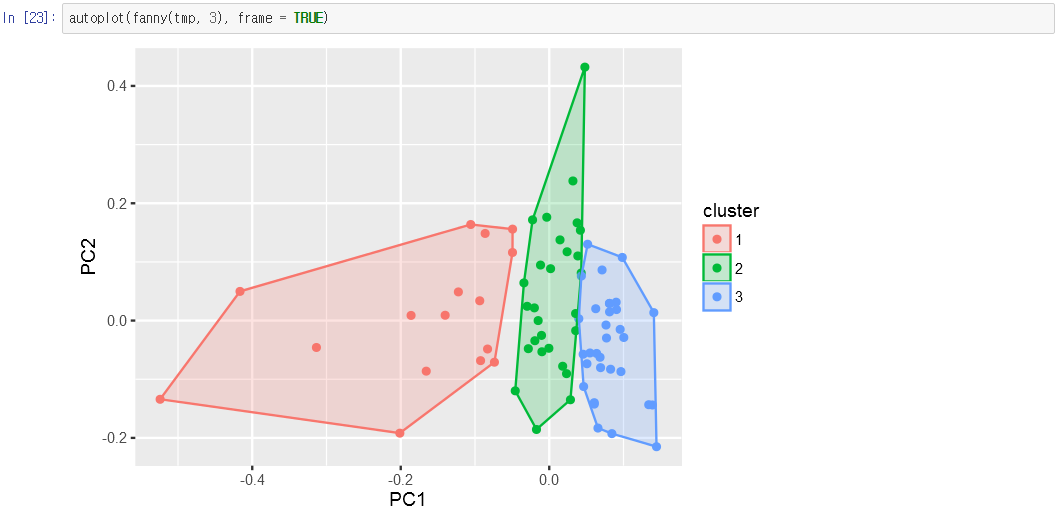 In [23]: autoplot(fanny(tmp, 3), frame = TRUE)
0.4
0.2
0.0
-0.2
PC2
-0.4
-0.2
0.0
PC1
cluster
1
2
3